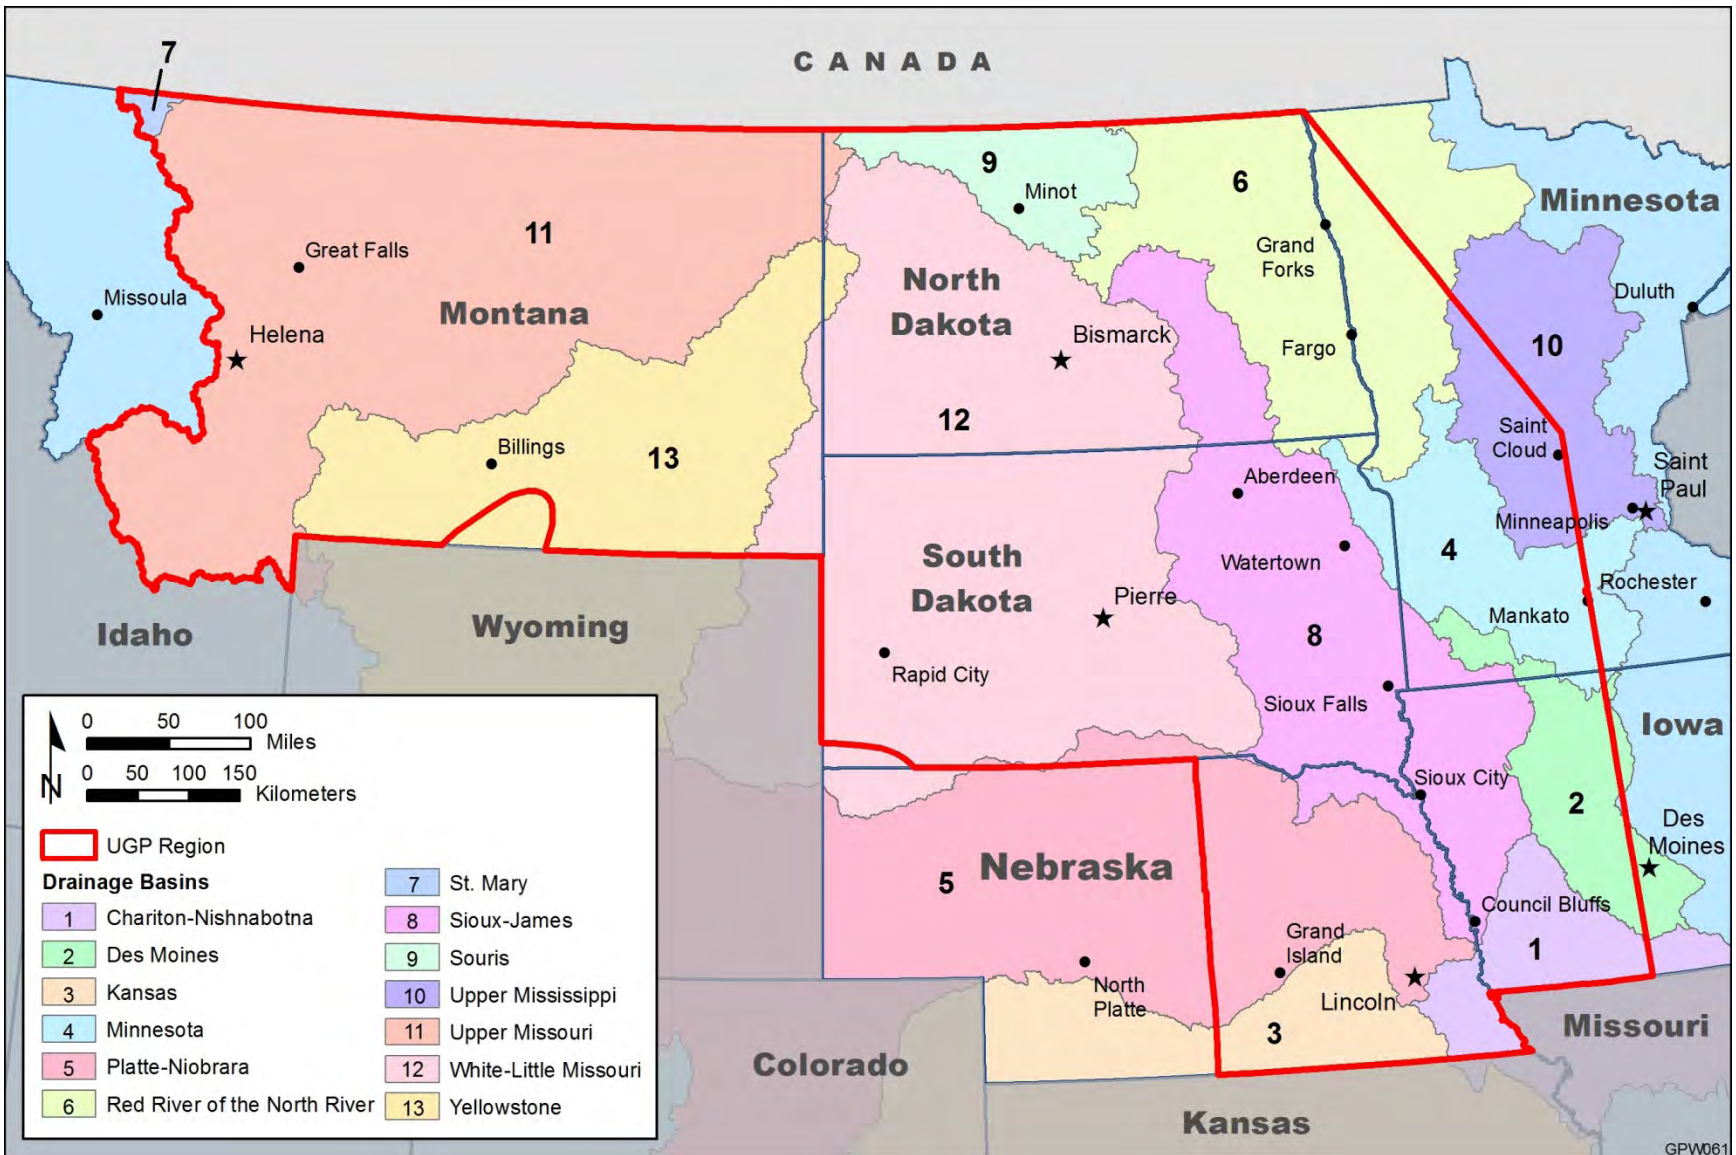 7
CANADA
9
Minot
6
Minnesota
11
Great Falls
Grand
Forks
North
Dakota
Duluth
Missoula
Montana
Helena
Bismarck
Fargo
10
12
Saint
Cloud
Billings
13
Saint
Paul
Aberdeen
Minneapolis
4
South
Dakota
Watertown
Pierre
Rochester
Mankato
Idaho
Wyoming
8
Rapid City
Sioux Falls
Iowa
Sioux City
2
Des
Moines
5
Nebraska
Council Bluffs
Grand
Island
1
North
Platte
Lincoln
3
Missouri
Colorado
Kansas
0 50 100
Miles
0 50 100 150
Kilometers
N
UGP Region
Drainage Basins
1 Chariton-Nishnabotna
2 Des Moines
3 Kansas
4 Minnesota
5 Platte-Niobrara
6 Red River of the North River
7 St. Mary
8 Sioux-James
9 Souris
10 Upper Mississippi
11 Upper Missouri
12 White-Little Missouri
13 Yellowstone
GPW061